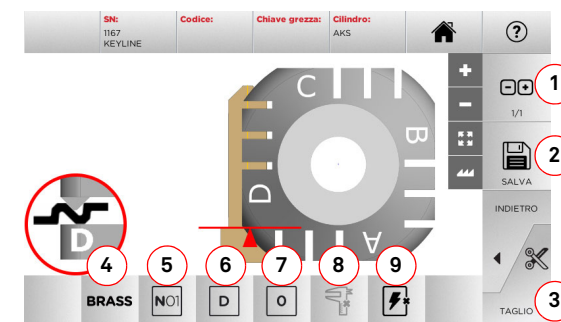 SN:
1167
KEYLINE
Codice:
Chiave grezza:
Cilindro:
AKS
?
1
1/1
2
SALVA
INDIETRO
3
TAGLIO
C
B
D
A
D
4
5
6
7
8
9
BRASS
N01
D
0